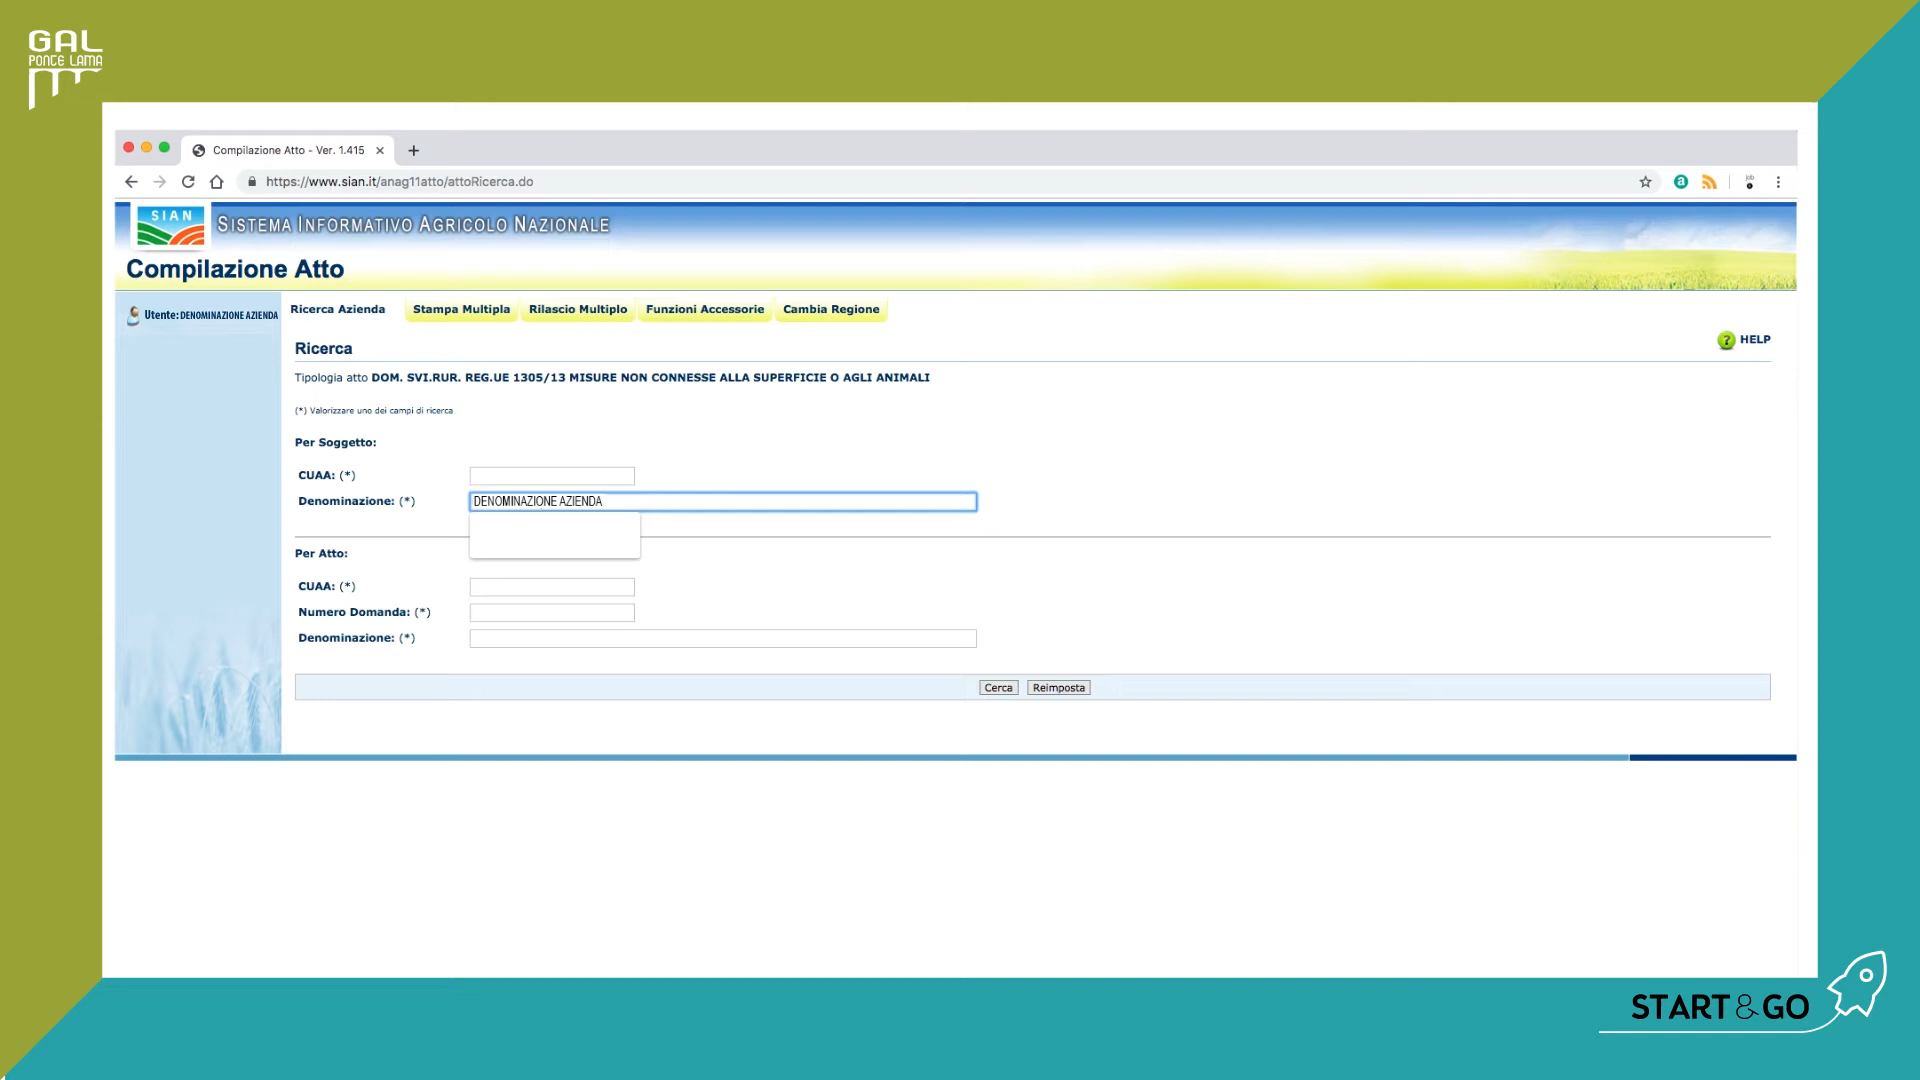 GAL
PONTE LAMA
Compilazione Atto - Ver. 1.415
https://www.sian.it/anag11atto/attoRicerca.do
SIAN
SISTEMA INFORMATIVO AGRICOLO NAZIONALE
Compilazione Atto
Utente: DENOMINAZIONE AZIENDA
Ricerca Azienda
Stampa Multipla
Rilascio Multiplo
Funzioni Accessorie
Cambia Regione
HELP
Ricerca
Tipologia atto DOM. SVI.RUR. REG.UE 1305/13 MISURE NON CONNESSE ALLA SUPERFICIE O AGLI ANIMALI
(*) Valorizzare uno dei campi di ricerca
Per Soggetto:
CUAA: (*)
Denominazione: (*) DENOMINAZIONE AZIENDA
Per Atto:
CUAA: (*)
Numero Domanda: (*)
Denominazione: (*)
Cerca Reimposta
START&GO